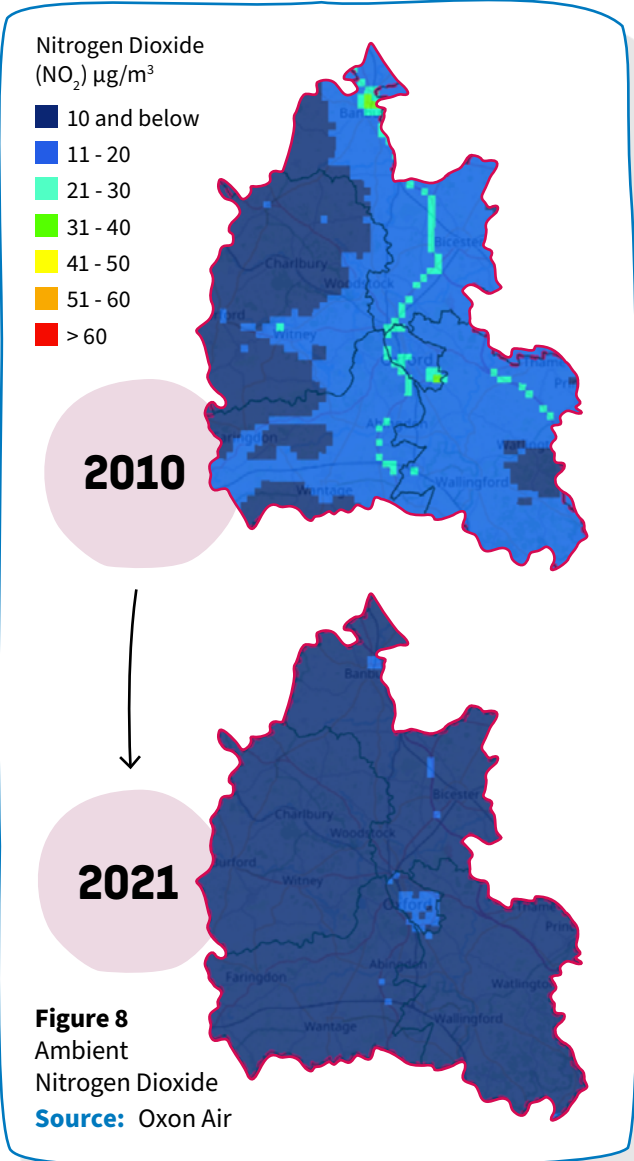 Nitrogen Dioxide
(NO₂) µg/m³
10 and below
11 - 20
21 - 30
31 - 40
41 - 50
51 - 60
> 60
Bicester
Charlbury
Woodstock
Witney
Thame
2010
Wantage
Wallingford
Bicester
Charlbury
Woodstock
Witney
Oxford
Thame
2021
Abingdon
Faringdon
Wallingford
Wantage
Figure 8
Ambient
Nitrogen Dioxide
Source: Oxon Air